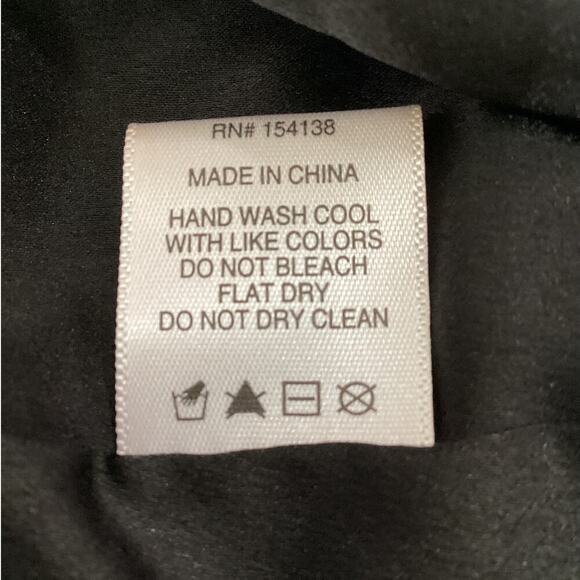 RN# 154138
MADE IN CHINA
HAND WASH COOL
WITH LIKE COLORS
DO NOT BLEACH
FLAT DRY
DO NOT DRY CLEAN